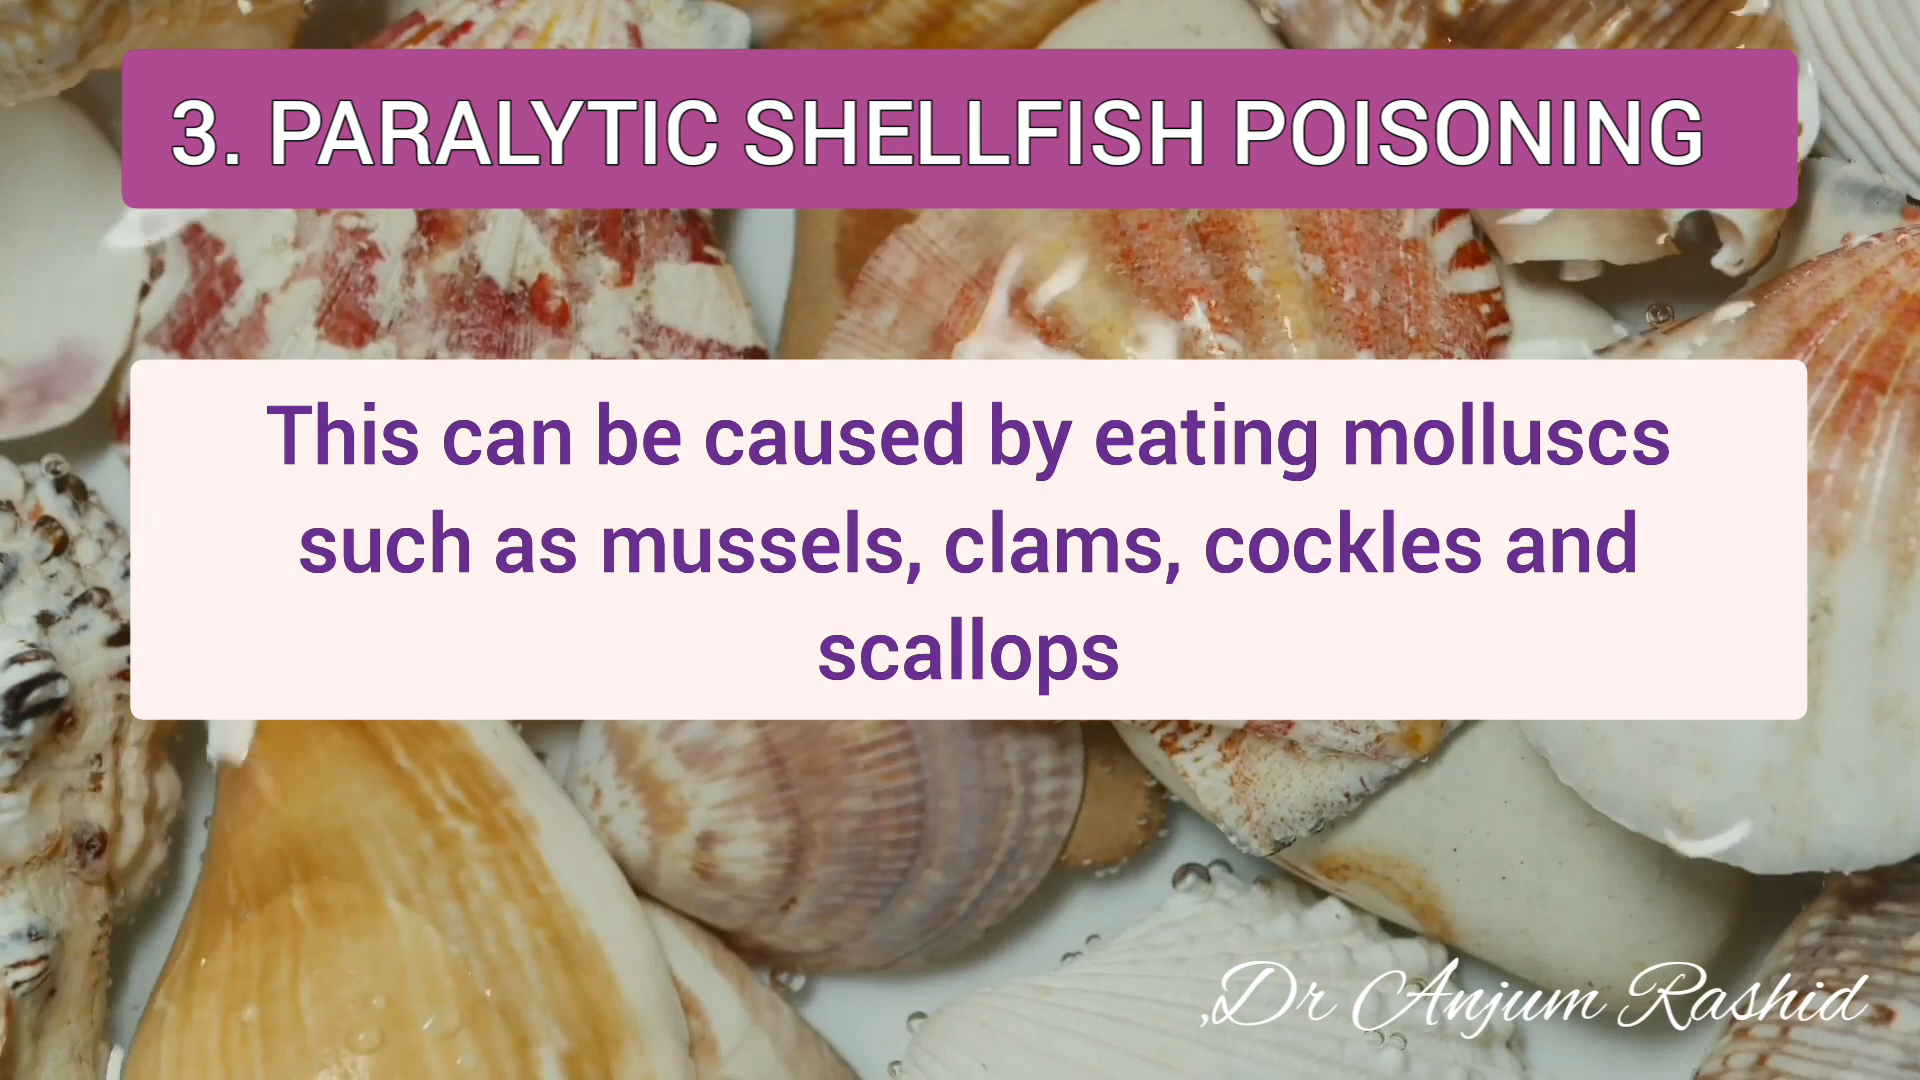 3. PARALYTIC SHELLFISH POISONING
This can be caused by eating molluscs
such as mussels, clams, cockles and
scallops
,Dr Anjum Rashid